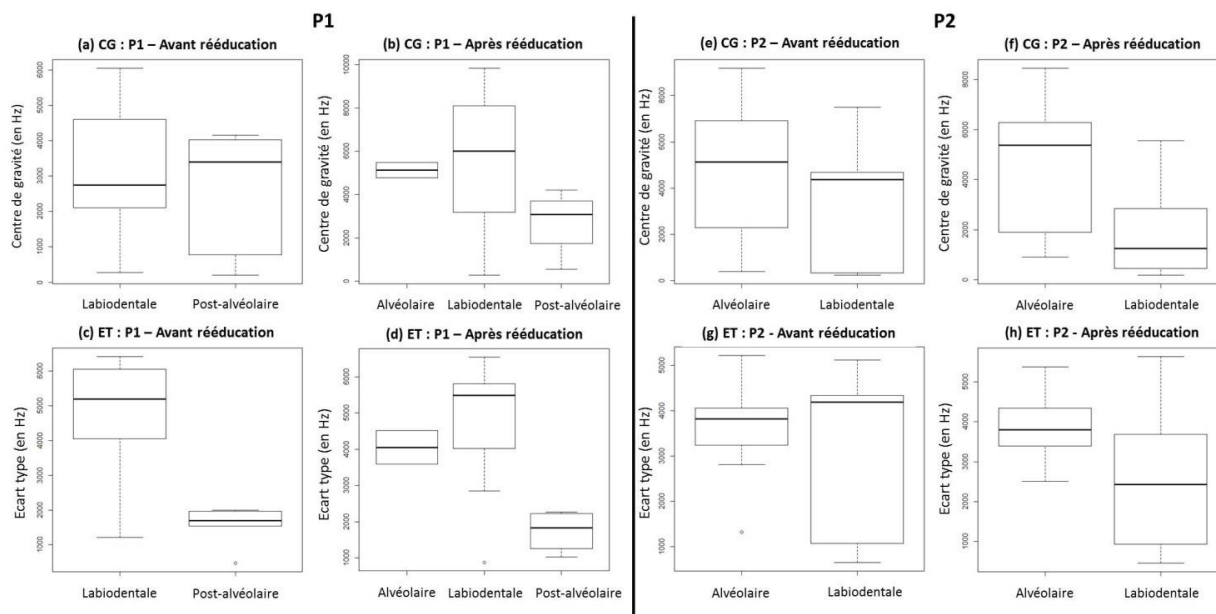 P1
P2
(a) CG : P1 – Avant rééducation
(b) CG : P1 – Après rééducation
(e) CG : P2 – Avant rééducation
(f) CG : P2 – Après rééducation
Centre de gravité (en Hz)
0 1000 2000 3000 4000 5000 6000
Labiodentale Post-alvéolaire
Centre de gravité (en Hz)
0 2000 4000 6000 8000 10000
Alvéolaire Labiodentale Post-alvéolaire
Centre de gravité (en Hz)
0 2000 4000 6000 8000
Alvéolaire Labiodentale
Centre de gravité (en Hz)
0 2000 4000 6000 8000
Alvéolaire Labiodentale
(c) ET : P1 – Avant rééducation
(d) ET : P1 – Après rééducation
(g) ET : P2 - Avant rééducation
(h) ET : P2 - Après rééducation
Ecart type (en Hz)
1000 2000 3000 4000 5000 6000
Labiodentale Post-alvéolaire
Ecart type (en Hz)
1000 2000 3000 4000 5000 6000
Alvéolaire Labiodentale Post-alvéolaire
Ecart type (en Hz)
1000 2000 3000 4000 5000
Alvéolaire Labiodentale
Ecart type (en Hz)
1000 2000 3000 4000 5000
Alvéolaire Labiodentale